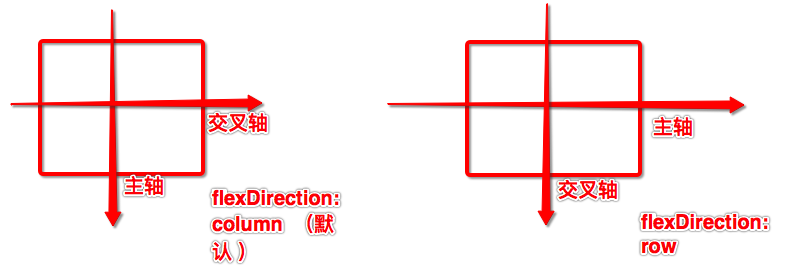 交叉轴
主轴
flexDirection:
column （默
认）
主轴
交叉轴
flexDirection:
row